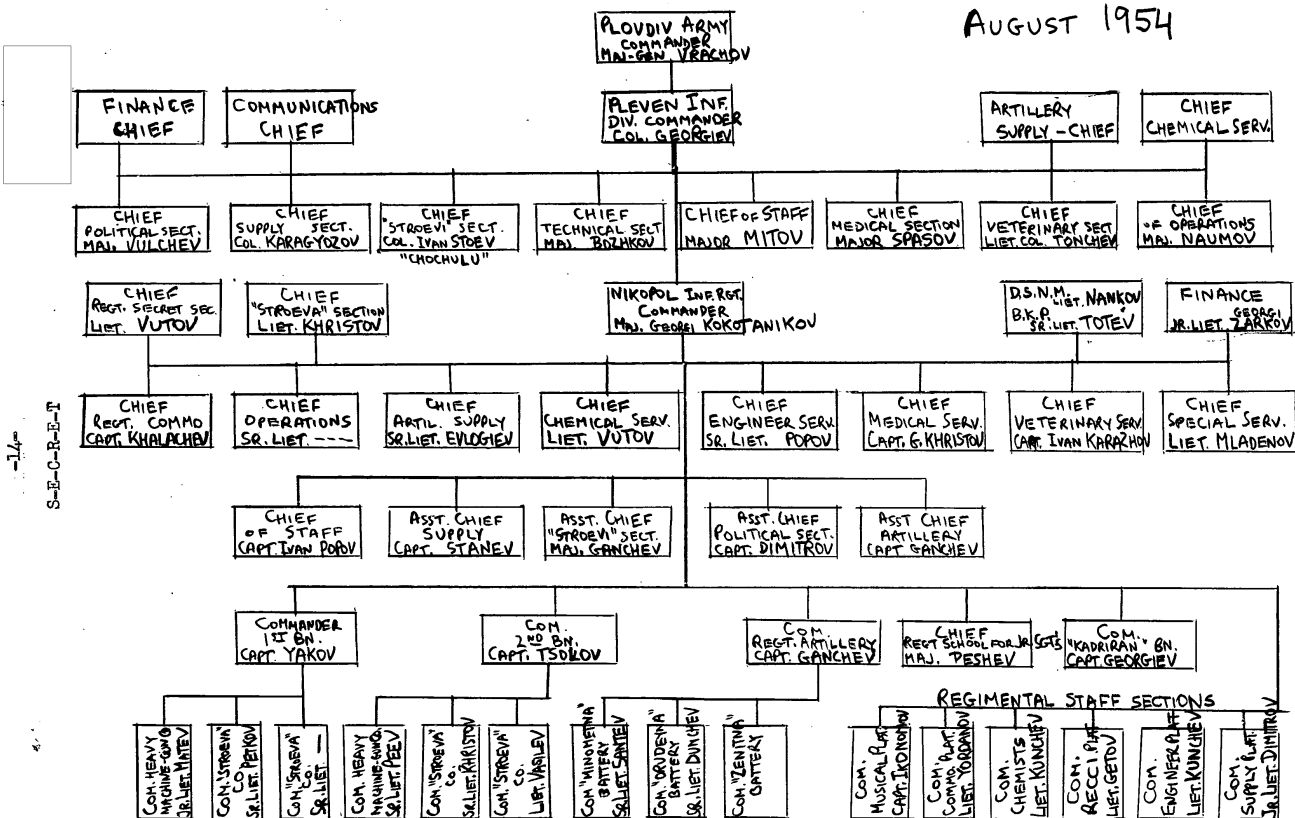 AUGUST 1954
PLOVDIV ARMY
COMMANDER
MAJ-GEN. VRACHOV
FINANCE
CHIEF
COMMUNICATIONS
CHIEF
PLEVEN INF.
DIV. COMMANDER
COL. GEORGIEV
ARTILLERY
SUPPLY-CHIEF
CHIEF
CHEMICAL SERV.
CHIEF
POLITICAL SECT.
MAJ. VULCHEV
CHIEF
SUPPLY SECT.
COL. KARAGYOZOV
CHIEF
"STROEVI" SECT.
COL. IVAN STOEV
"CHOCHULU"
CHIEF
TECHNICAL SECT
MAJ. BOZHKOV
CHIEF OF STAFF
MAJOR MITOV
CHIEF
MEDICAL SECTION
MAJOR SPASOV
CHIEF
VETERINARY SECT
LIET. COL. TONCHEV
CHIEF
OF OPERATIONS
MAJ. NAUMOV
CHIEF
REGT. SECRET SEC.
LIET. VUTOV
CHIEF
"STROEVA" SECTION
LIET. KHRISTOV
NIKOPOL INF. RGT.
COMMANDER
MAJ. GEORGI KOKOTANIKOV
D.S.N.M. LIET. NANKOV
B.K.P. SR. LIET. TOTEV
FINANCE
GEORGI
JR. LIET. ZARKOV
CHIEF
REGT. COMMO
CAPT. KHALACHEV
CHIEF
OPERATIONS
SR. LIET. ----
CHIEF
ARTIL. SUPPLY
SR. LIET. EVLOGIEV
CHIEF
CHEMICAL SERV.
LIET. VUTOV
CHIEF
ENGINEER SERV.
SR. LIET. POPOV
CHIEF
MEDICAL SERV.
CAPT. G. KHRISTOV
CHIEF
VETERINARY SERV.
CAPT. IVAN KARAZHOV
CHIEF
SPECIAL SERV.
LIET. MLADENOV
CHIEF
OF STAFF
CAPT IVAN POPOV
ASST. CHIEF
SUPPLY
CAPT. STANEV
ASST. CHIEF
"STROEVI" SECT.
MAJ. GANCHEV
ASST. CHIEF
POLITICAL SECT.
CAPT. DIMITROV
ASST CHIEF
ARTILLERY
CAPT GANCHEV
COMMANDER
1ST BN.
CAPT. YAKOV
COM.
2ND BN.
CAPT. TSOLOV
COM.
REGT. ARTILLERY
CAPT. GANCHEV
CHIEF
REGT SCHOOL FOR JR. SGTS
MAJ. PESHEV
COM.
"KADRIRAN" BN.
CAPT. GEORGIEV
REGIMENTAL STAFF SECTIONS
COM. HEAVY
MACHINE-GUNG
JR. LIET. MATEV
COM. "STROEVA"
CO.
SR. LIET. PETKOV
COM. "STROEVA"
CO.
SR. LIET. —
COM. HEAVY
MACHINE-GUNG.
SR. LIET. PEEV
COM. "STROEVA"
CO.
SR. LIET. KHRISTOV
COM. "STROEVA"
CO.
LIET. VASILEV
COM. "MINOMETNA"
BATTERY
SR. LIET. SANTEV
COM. "ORUDEINA"
BATTERY
SR. LIET. DUNCHEV
COM. "ZENITNA"
BATTERY
COM.
MUSICAL PLAT.
CAPT. IKONOMOV
COM.
COMMO. PLAT.
LIET. YORDANOV
COM.
CHEMISTS
LIET. KUNCHEV
COM.
RECCI. PLAT.
LIET. GETOV
COM.
ENGINEER PLAT.
LIET. KUNCHEV
COM.
SUPPLY PLAT.
JR. LIET. DIMITROV
-14-
S-E-C-R-E-T